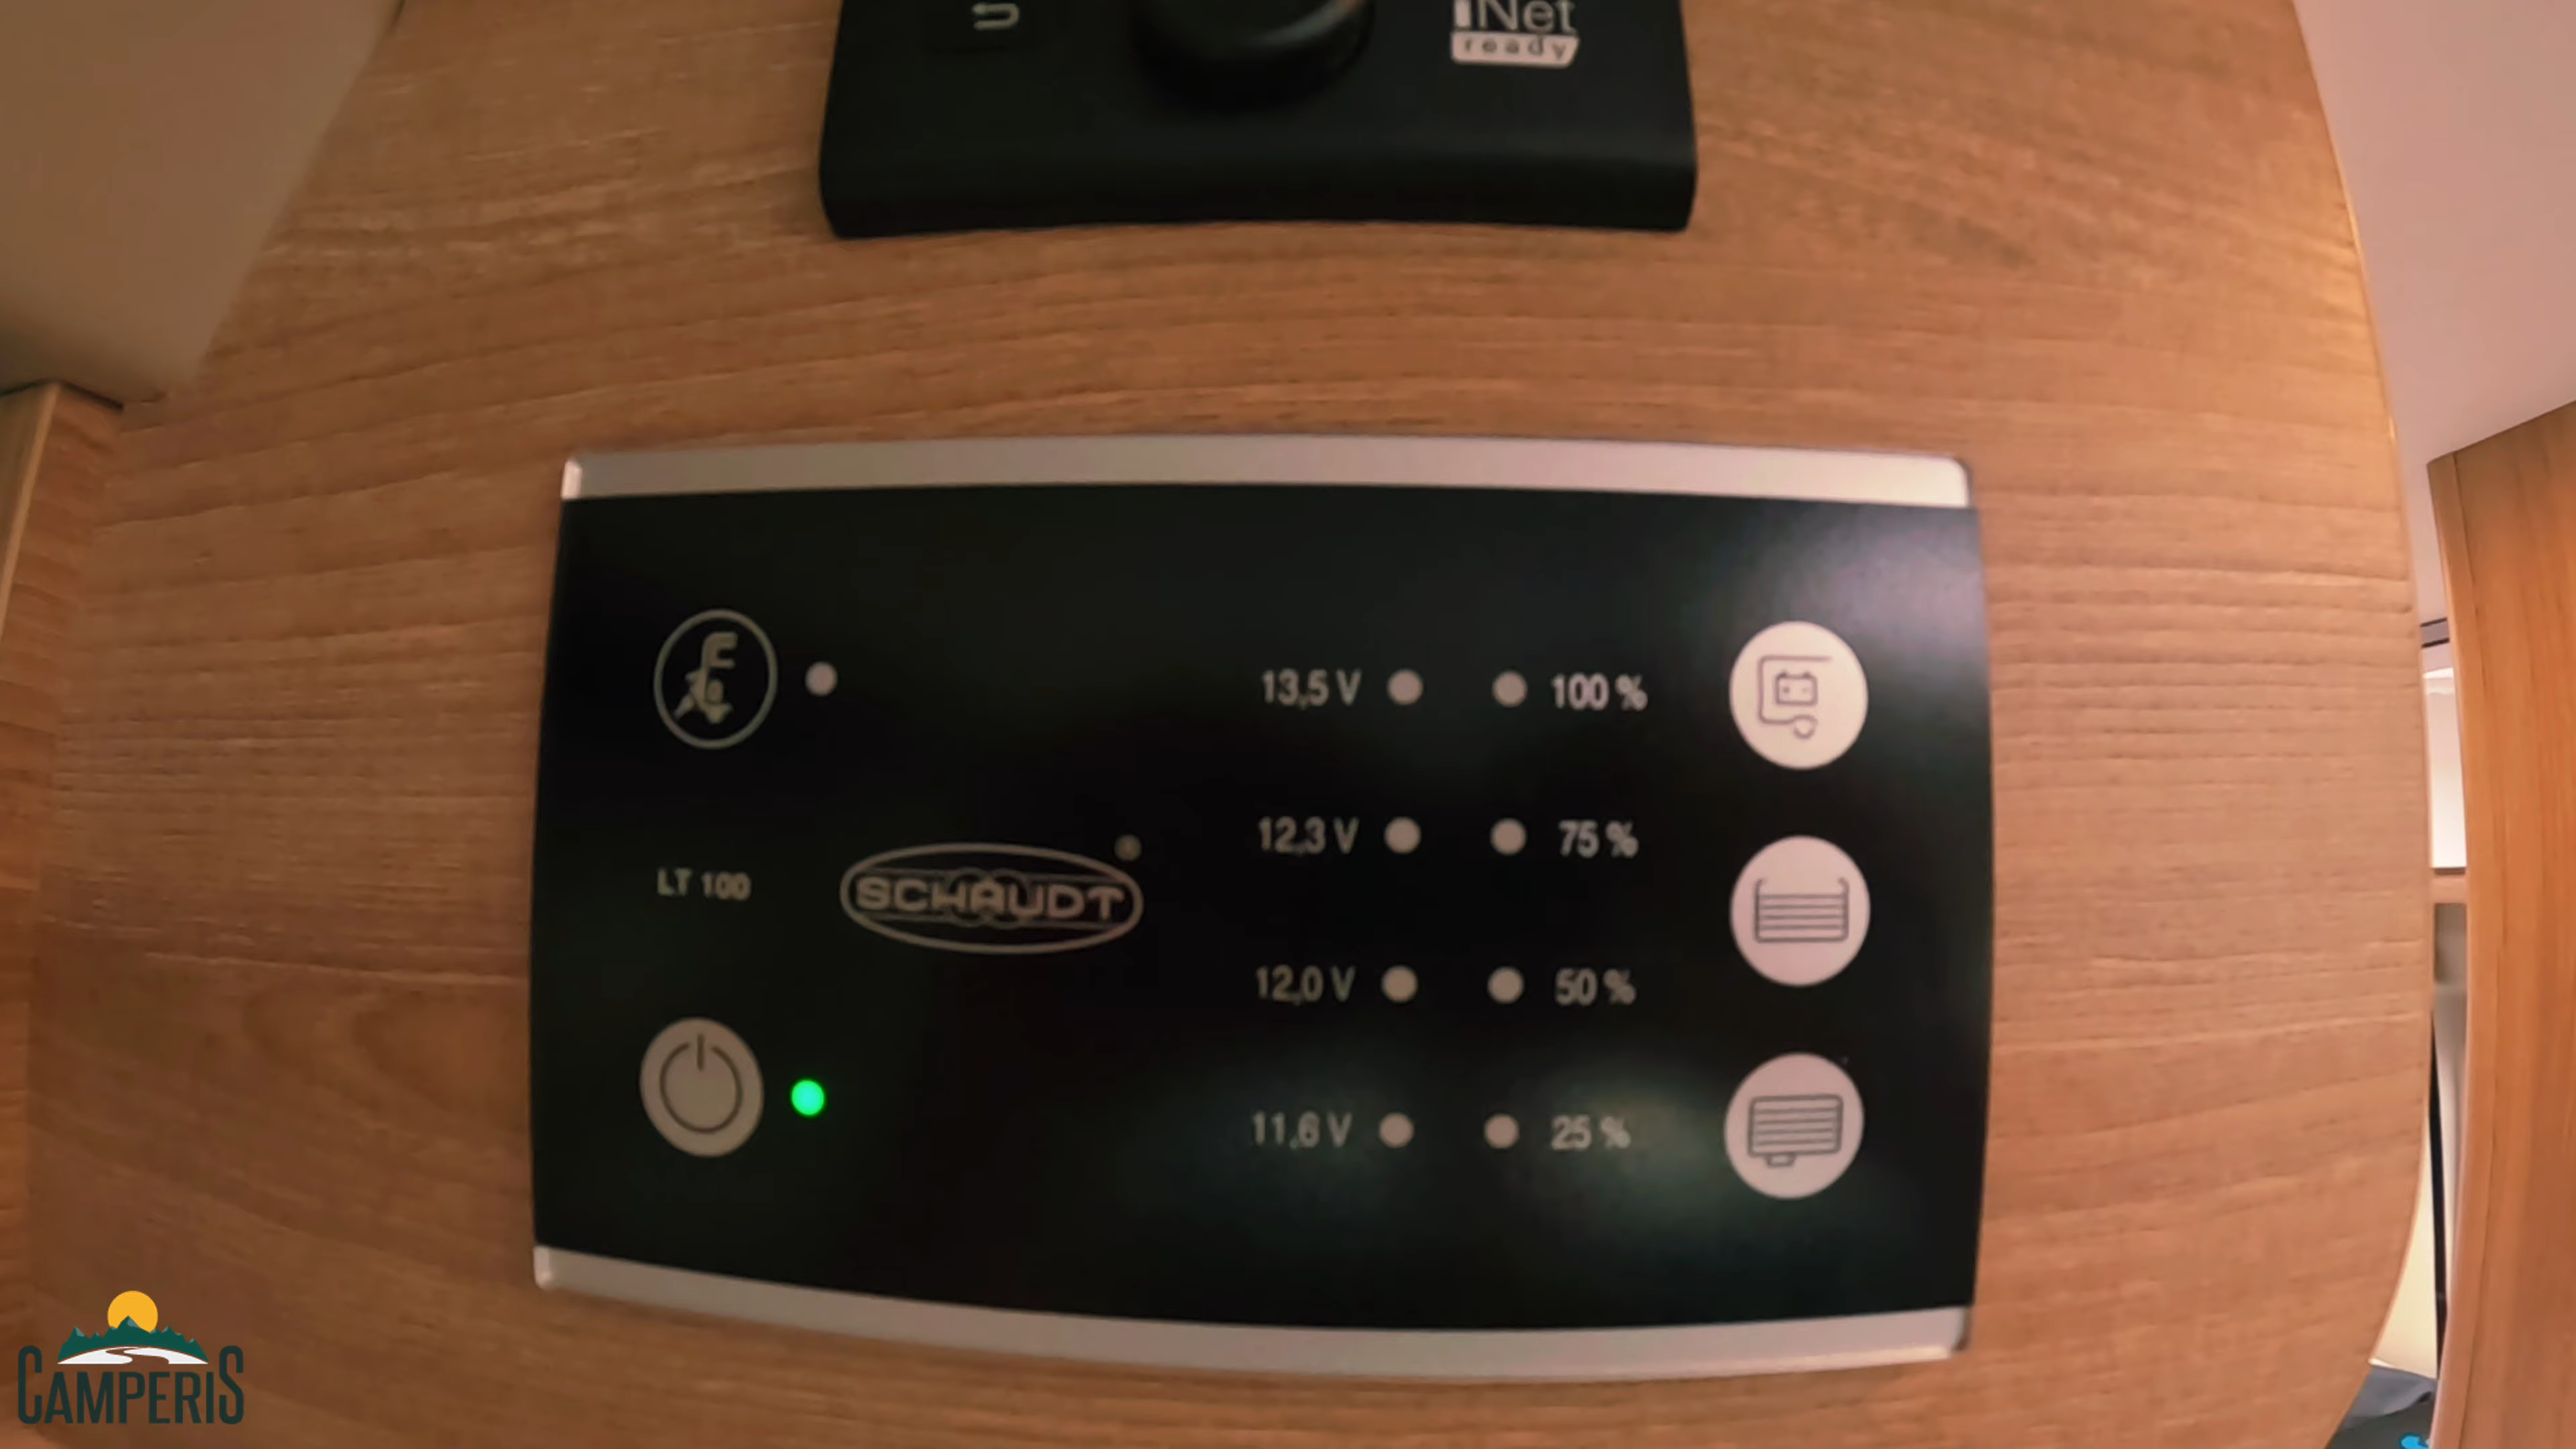 iNet
ready
13,5 V
100 %
12,3 V
75 %
LT 100
SCHAUDT
12,0 V
50 %
11,6 V
25 %
CAMPERIS